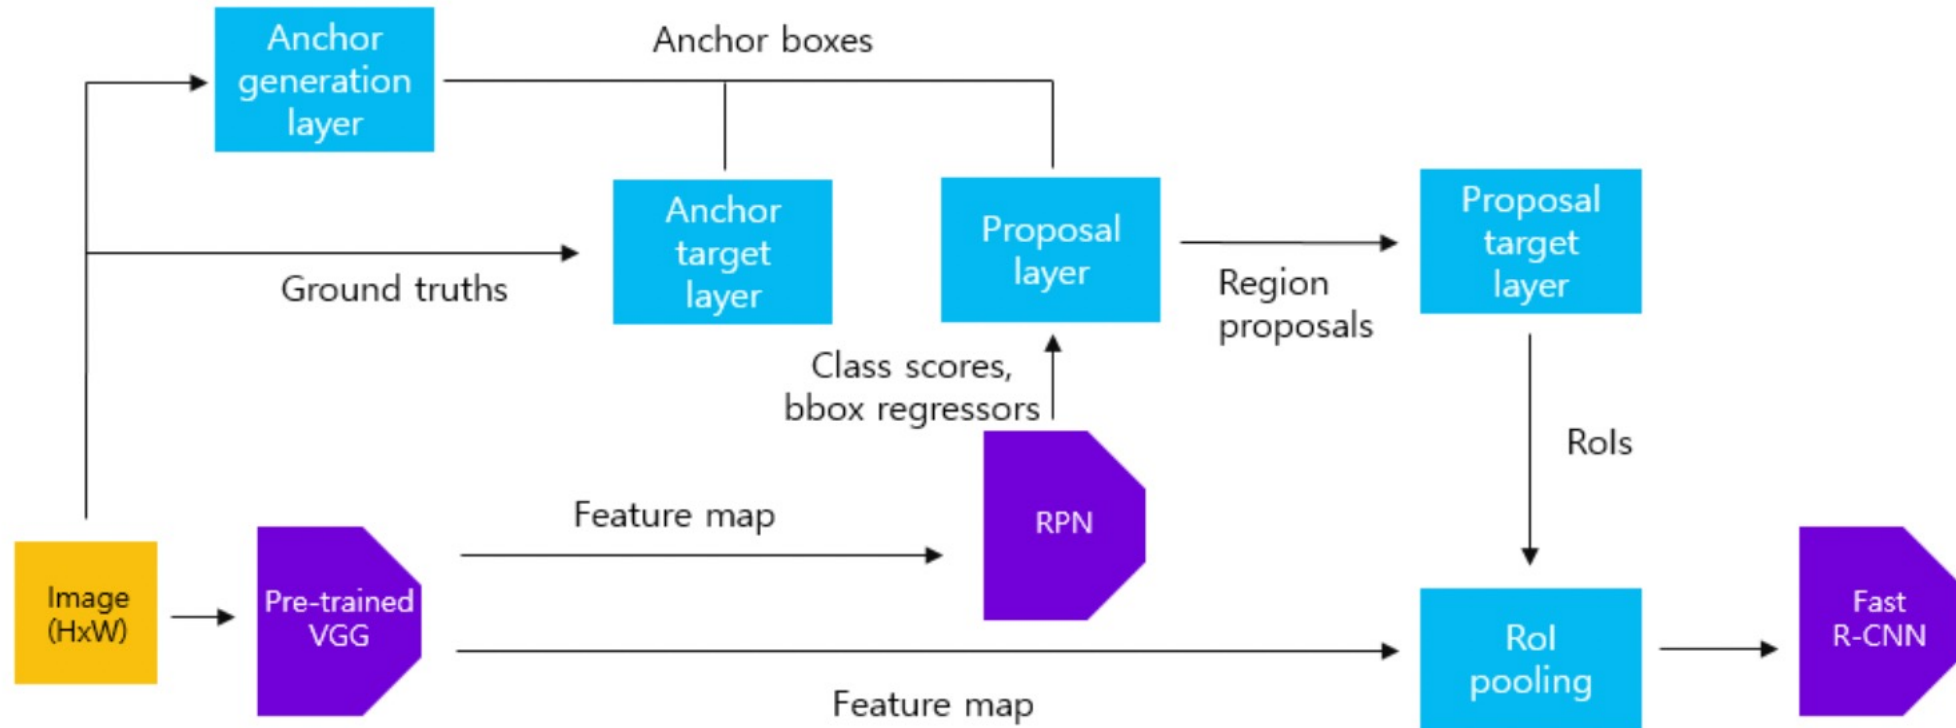 Anchor
generation
layer
Anchor boxes
Ground truths
Anchor
target
layer
Proposal
layer
Region
proposals
Proposal
target
layer
Class scores,
bbox regressors
RoIs
Feature map
RPN
Image
(HxW)
Pre-trained
VGG
Feature map
RoI
pooling
Fast
R-CNN